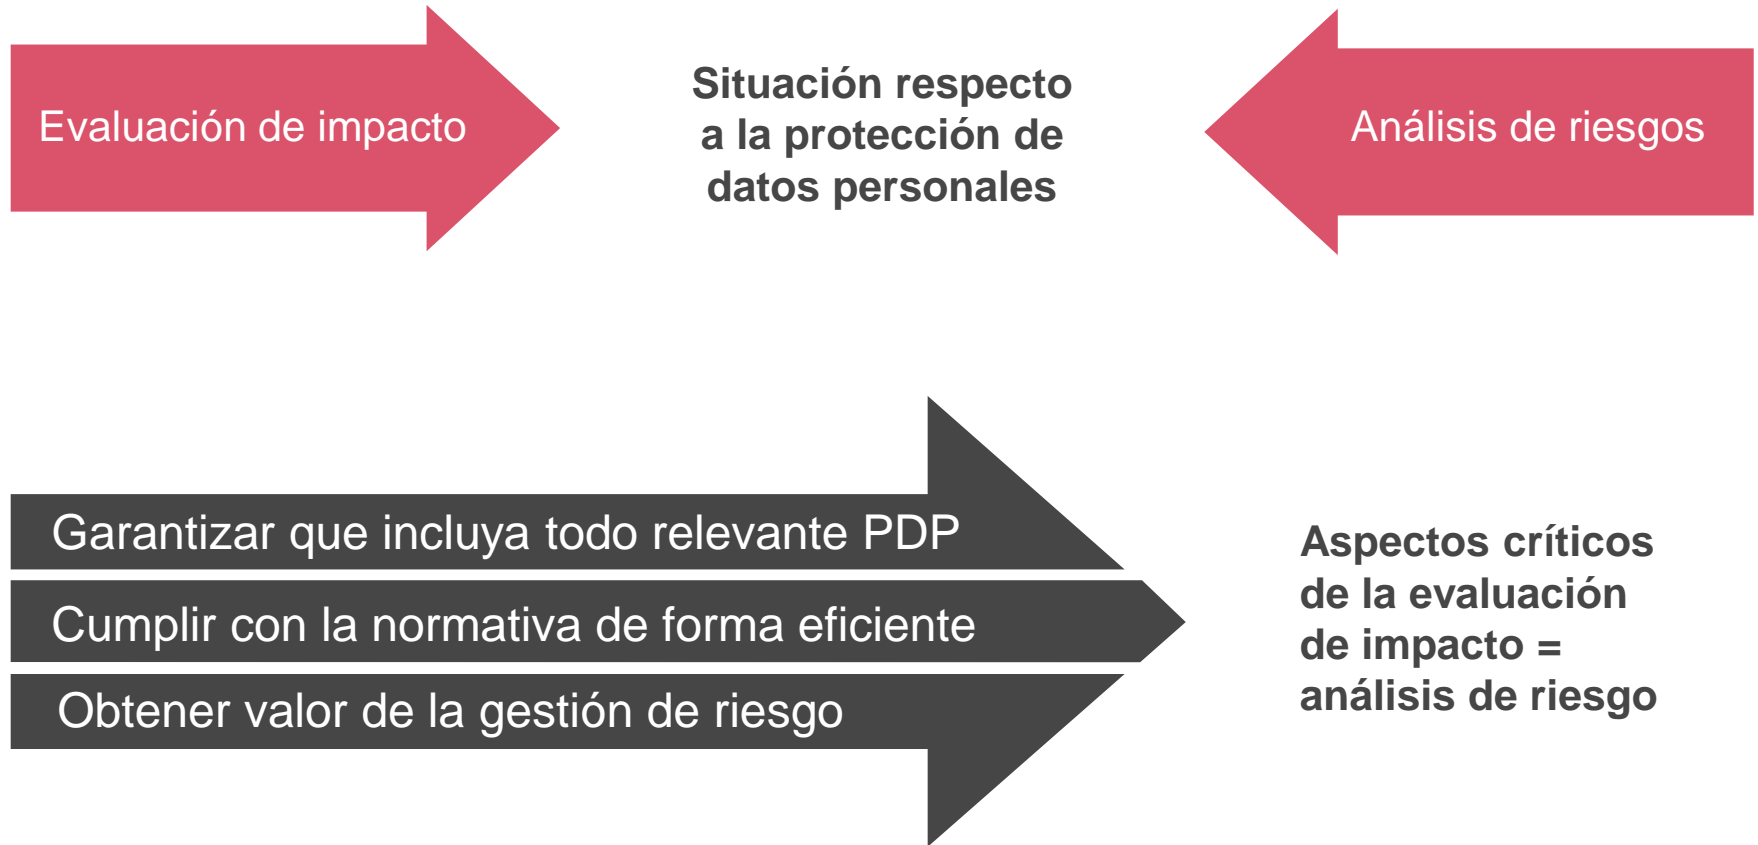 Evaluación de impacto
Situación respecto
a la protección de
datos personales
Análisis de riesgos
Garantizar que incluya todo relevante PDP
Cumplir con la normativa de forma eficiente
Obtener valor de la gestión de riesgo
Aspectos críticos
de la evaluación
de impacto =
análisis de riesgo